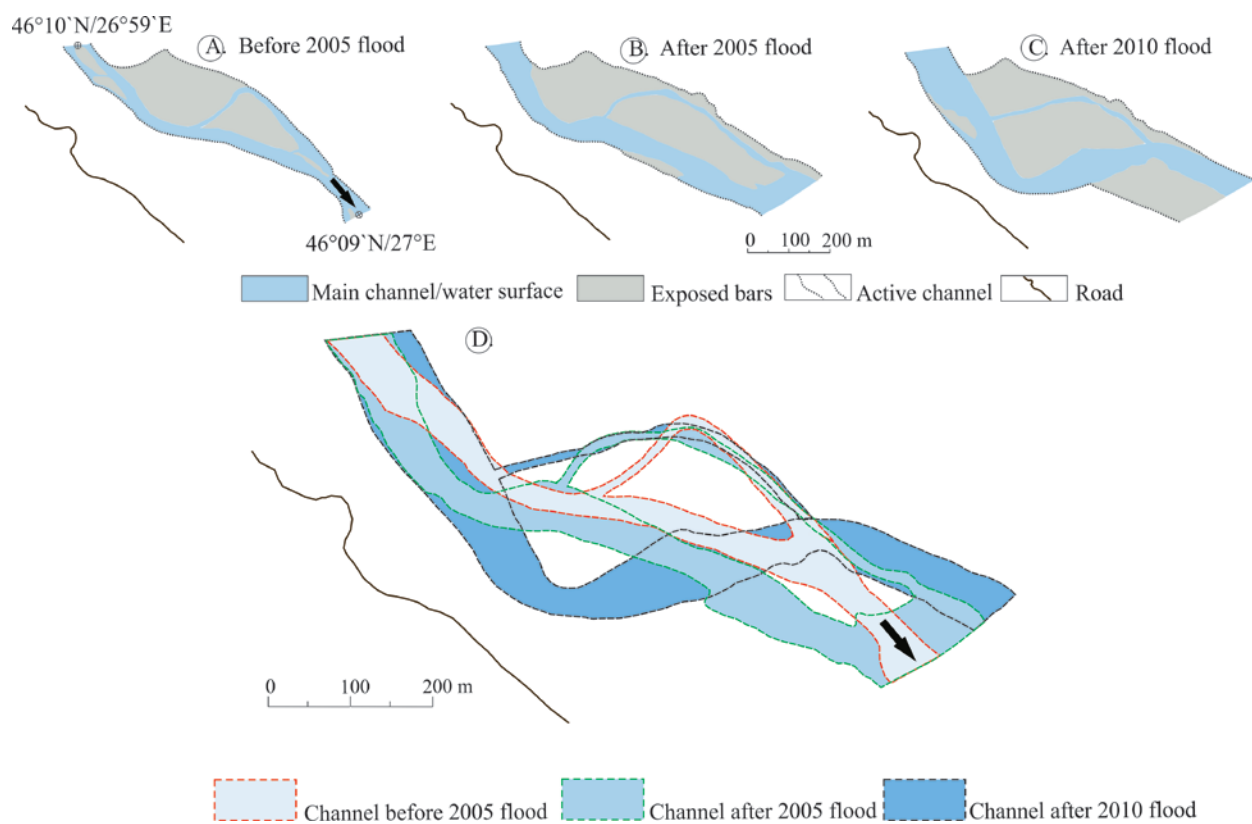 46°10`N/26°59`E
A. Before 2005 flood
B. After 2005 flood
C. After 2010 flood
46°09`N/27°E
0 100 200 m
Main channel/water surface
Exposed bars
Active channel
Road
D.
0 100 200 m
Channel before 2005 flood
Channel after 2005 flood
Channel after 2010 flood